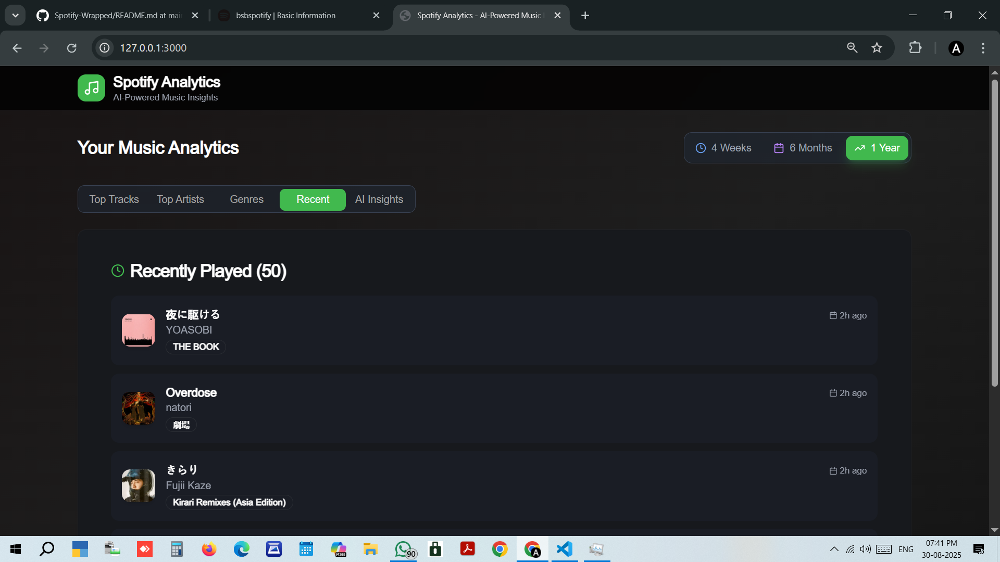 Spotify-Wrapped/README.md at mai
bsbspotify | Basic Information
Spotify Analytics - AI-Powered Music
127.0.0.1:3000
A
Spotify Analytics
AI-Powered Music Insights
Your Music Analytics
4 Weeks
6 Months
1 Year
Top Tracks
Top Artists
Genres
Recent
AI Insights
Recently Played (50)
夜に駆ける
YOASOBI
THE BOOK
2h ago
Overdose
natori
劇場
2h ago
きらり
Fujii Kaze
Kirari Remixes (Asia Edition)
2h ago
M365
90
A
ENG
07:41 PM
30-08-2025